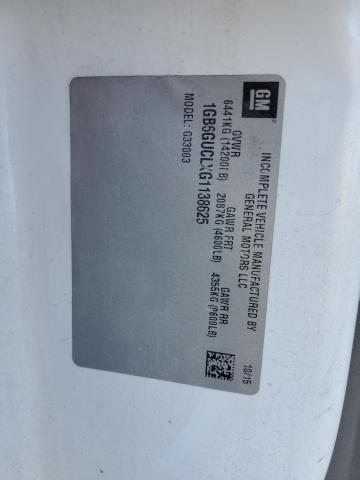 GM
INCOMPLETE VEHICLE MANUFACTURED BY
GENERAL MOTORS LLC
10/15
GVWR GAWR FRT GAWR RR
6441KG (14200LB) 2087KG (4600LB) 4355KG (9600LB)
1GB6GUCLXG1138625
MODEL: G33803